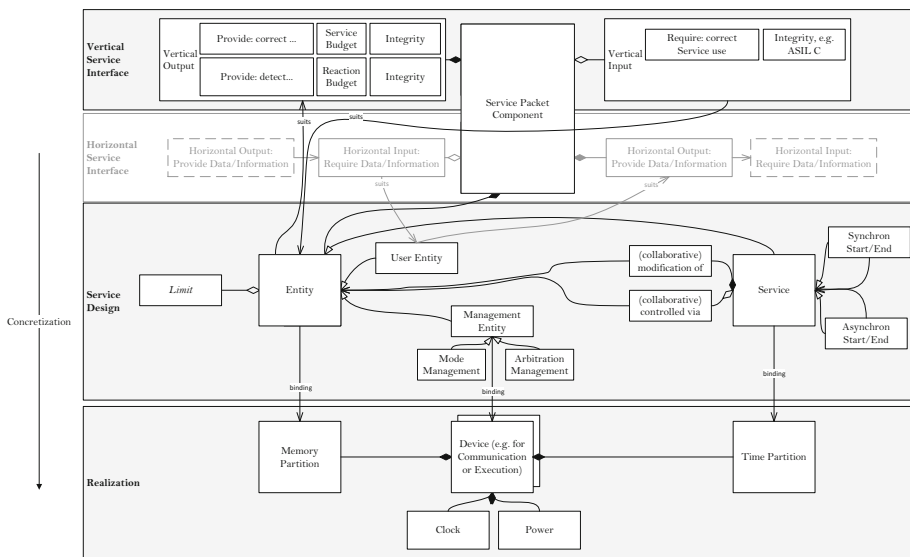 Vertical
Service
Interface
Vertical
Output
Provide: correct ...
Service
Budget
Integrity
Provide: detect...
Reaction
Budget
Integrity
Service Packet
Component
Vertical
Input
Require: correct
Service use
Integrity, e.g.
ASIL C
suits
suits
Horizontal
Service
Interface
Horizontal Output:
Provide Data/Information
Horizontal Input:
Require Data/Information
Horizontal Output:
Provide Data/Information
Horizontal Input:
Require Data/Information
suits
suits
Concretization
Service
Design
Limit
Entity
User Entity
Management
Entity
Mode
Management
Arbitration
Management
(collaborative)
modification of
(collaborative)
controlled via
Service
Synchron
Start/End
Asynchron
Start/End
binding
binding
binding
Realization
Memory
Partition
Device (e.g. for
Communication
or Execution)
Time Partition
Clock
Power